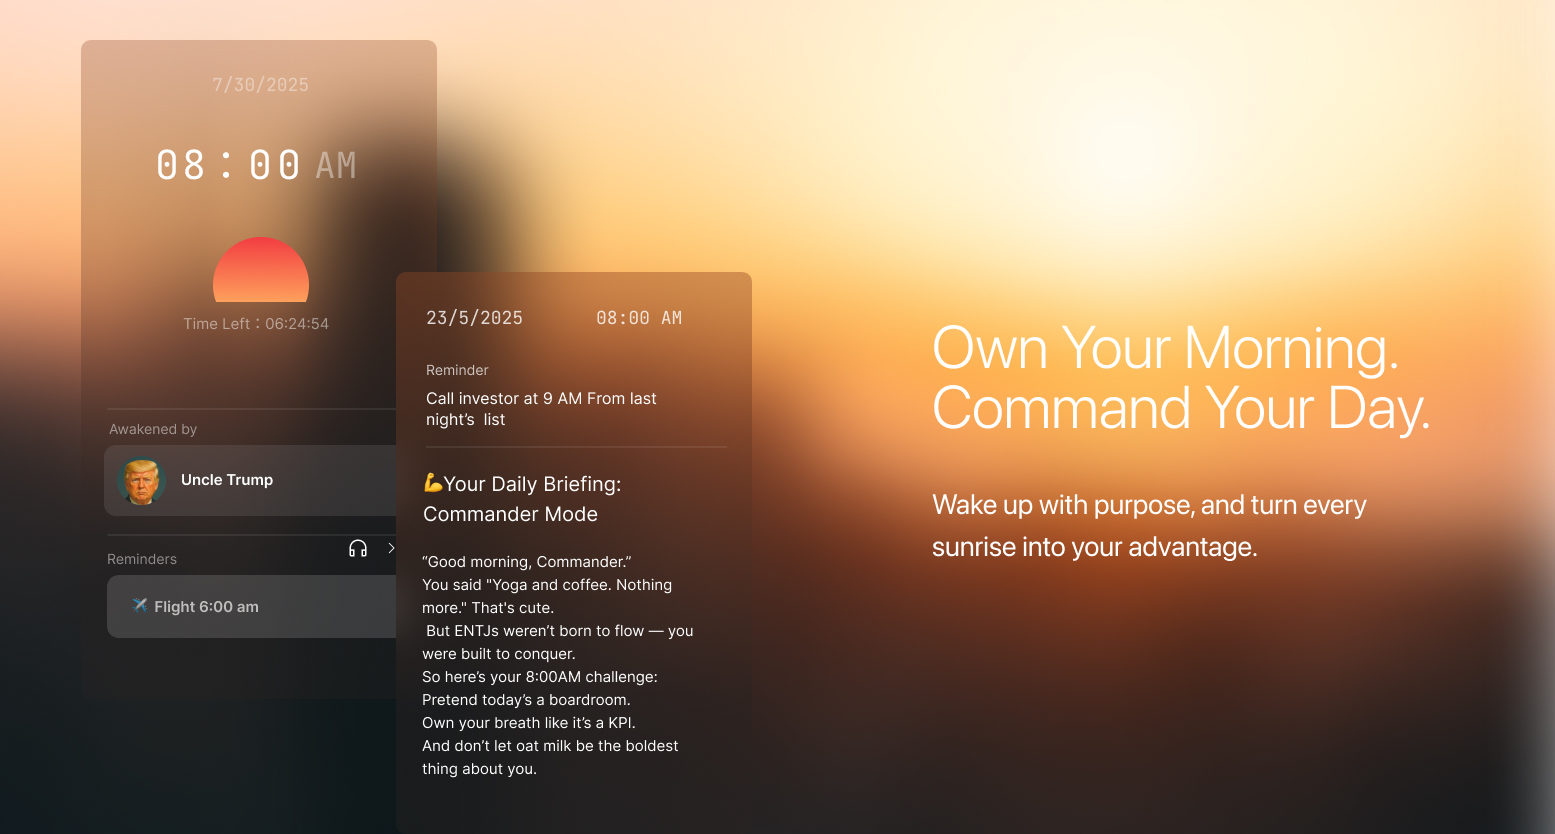 7/30/2025
08:00 AM
Time Left：06:24:54
Awakened by
Uncle Trump
Reminders
✈️ Flight 6:00 am
23/5/2025 08:00 AM
Reminder
Call investor at 9 AM From last
night’s  list
💪Your Daily Briefing:
Commander Mode
“Good morning, Commander.”
You said "Yoga and coffee. Nothing
more." That's cute.
But ENTJs weren’t born to flow — you
were built to conquer.
So here’s your 8:00AM challenge:
Pretend today’s a boardroom.
Own your breath like it’s a KPI.
And don’t let oat milk be the boldest
thing about you.
Own Your Morning.
Command Your Day.
Wake up with purpose, and turn every
sunrise into your advantage.